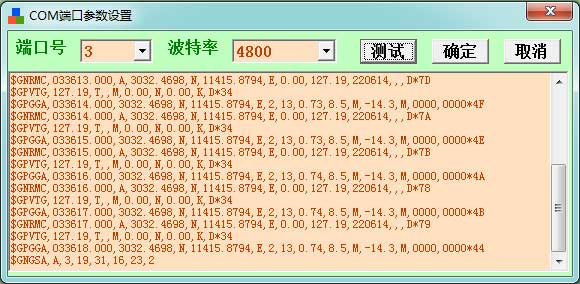 COM端口参数设置
端口号 3 波特率 4800 测试 确定 取消
$GNRMC,033613.000,A,3032.4698,N,11415.8794,E,0.00,127.19,220614,,,D*7D
$GPVTG,127.19,T,,M,0.00,N,0.00,K,D*34
$GPGGA,033614.000,3032.4698,N,11415.8794,E,2,13,0.73,8.5,M,-14.3,M,0000,0000*4F
$GNRMC,033614.000,A,3032.4698,N,11415.8794,E,0.00,127.19,220614,,,D*7A
$GPVTG,127.19,T,,M,0.00,N,0.00,K,D*34
$GPGGA,033615.000,3032.4698,N,11415.8794,E,2,13,0.73,8.5,M,-14.3,M,0000,0000*4E
$GNRMC,033615.000,A,3032.4698,N,11415.8794,E,0.00,127.19,220614,,,D*7B
$GPVTG,127.19,T,,M,0.00,N,0.00,K,D*34
$GPGGA,033616.000,3032.4698,N,11415.8794,E,2,13,0.74,8.5,M,-14.3,M,0000,0000*4A
$GNRMC,033616.000,A,3032.4698,N,11415.8794,E,0.00,127.19,220614,,,D*78
$GPVTG,127.19,T,,M,0.00,N,0.00,K,D*34
$GPGGA,033617.000,3032.4698,N,11415.8794,E,2,13,0.74,8.5,M,-14.3,M,0000,0000*4B
$GNRMC,033617.000,A,3032.4698,N,11415.8794,E,0.00,127.19,220614,,,D*79
$GPVTG,127.19,T,,M,0.00,N,0.00,K,D*34
$GPGGA,033618.000,3032.4698,N,11415.8794,E,2,13,0.74,8.5,M,-14.3,M,0000,0000*44
$GNGSA,A,3,19,31,16,23,2